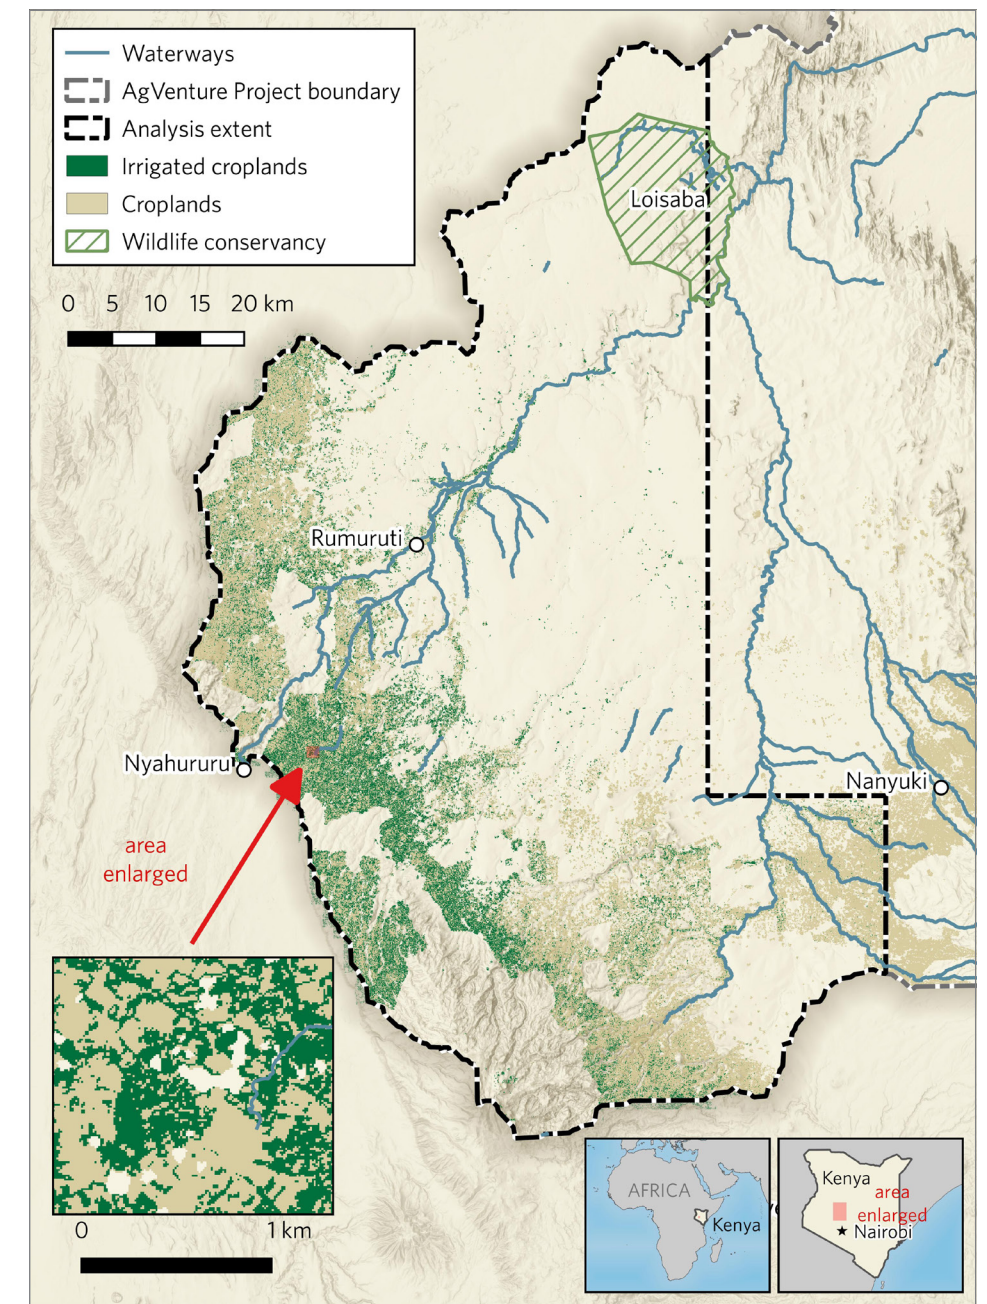 Waterways
AgVenture Project boundary
Analysis extent
Irrigated croplands
Croplands
Wildlife conservancy
0 5 10 15 20 km
Loisaba
Rumuruti
Nyahururu
Nanyuki
area
enlarged
0 1 km
AFRICA
Kenya
Kenya
area
enlarged
Nairobi